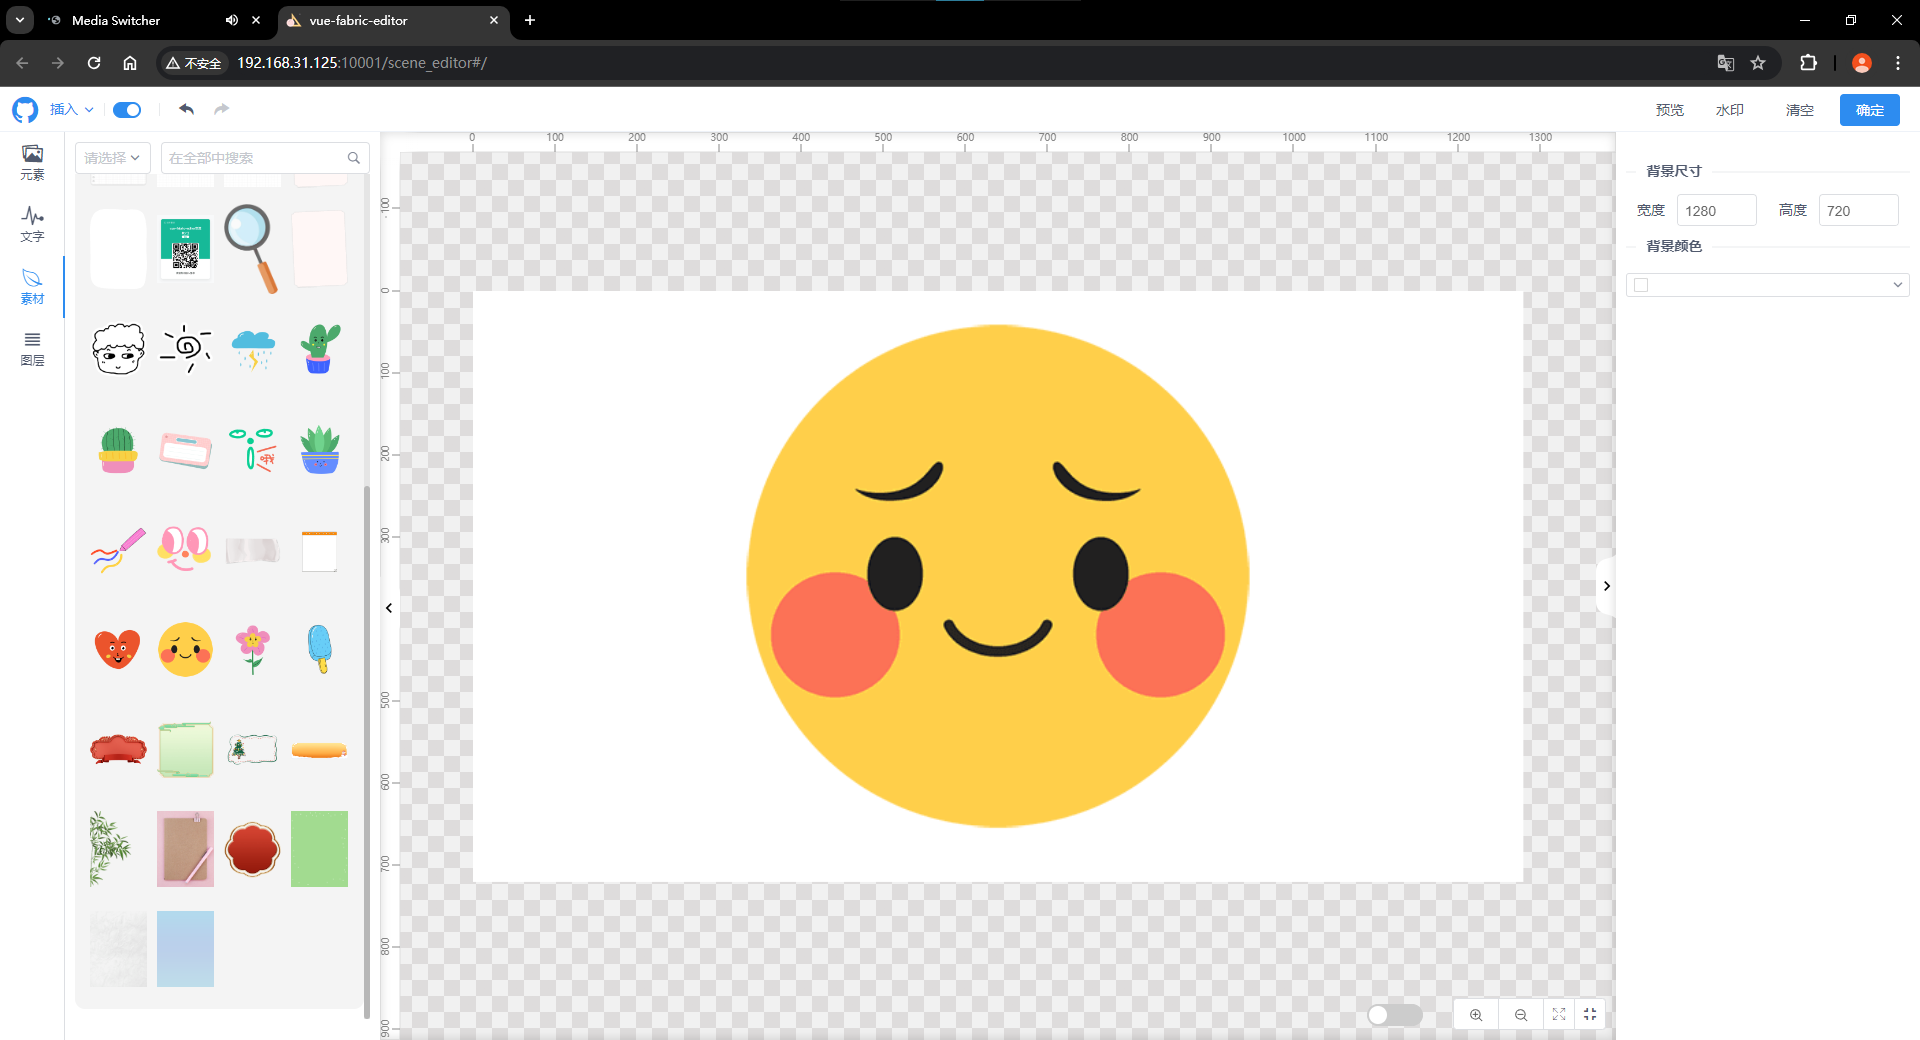 Media Switcher
vue-fabric-editor
不安全
192.168.31.125:10001/scene_editor#/
插入
预览
水印
清空
确定
元素
文字
素材
图层
请选择
在全部中搜索
0 100 200 300 400 500 600 700 800 900 1000 1100 1200 1300
-100
0
100
200
300
500
600
700
800
900
哦
背景尺寸
宽度 1280 高度 720
背景颜色